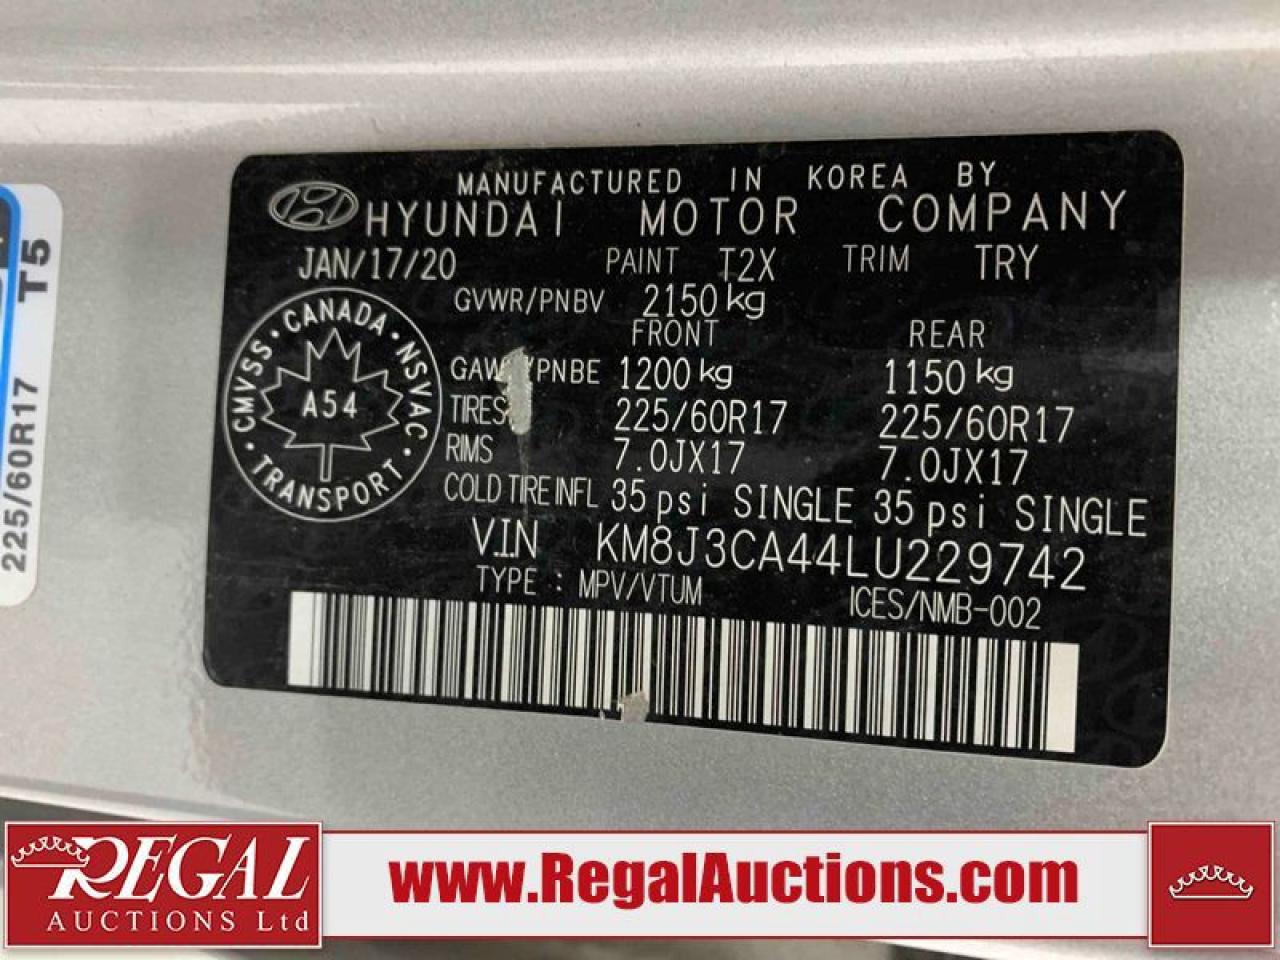 MANUFACTURED IN KOREA BY
HYUNDAI MOTOR COMPANY
JAN/17/20 PAINT T2X TRIM TRY
GVWR/PNBV 2150 kg
FRONT REAR
/PNBE 1200 kg 1150 kg
TIRES 225/60R17 225/60R17
RIMS 7.0JX17 7.0JX17
COLD TIRE INFL 35 psi SINGLE 35 psi SINGLE
V.I.N KM8J3CA44LU229742
TYPE : MPV/VTUM ICES/NMB-002
CANADA · NSVAC · TRANSPORT · CMVSS ·
A54
225/60R17 T5
REGAL
AUCTIONS Ltd
www.RegalAuctions.com